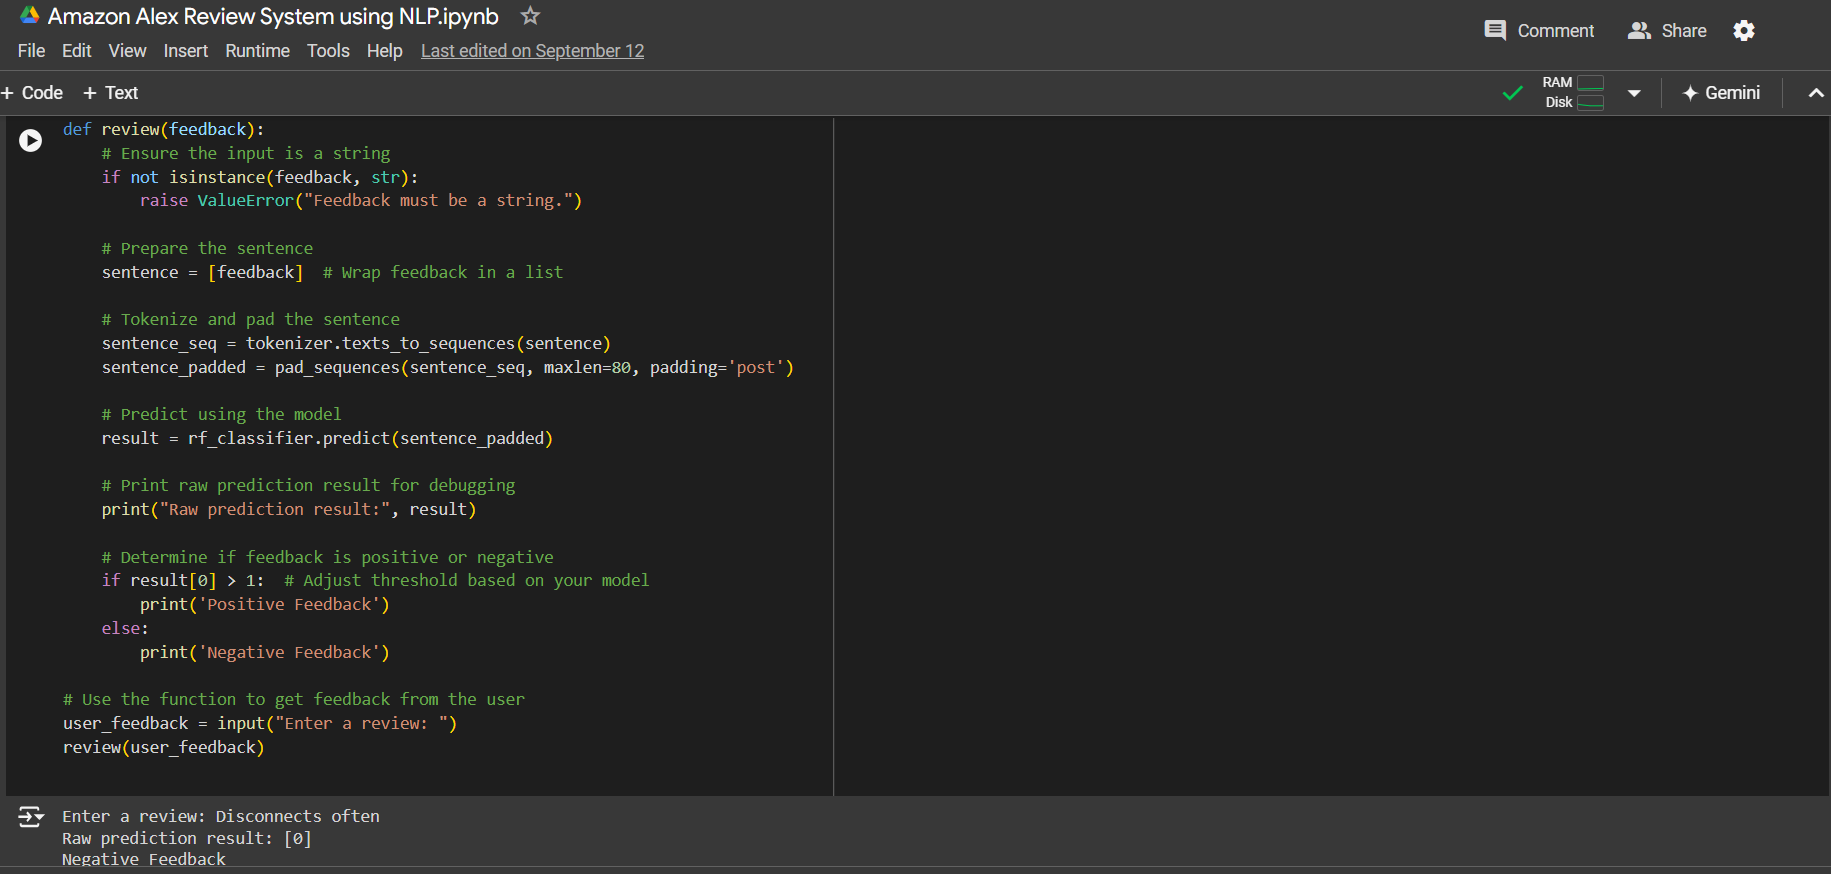 Amazon Alex Review System using NLP.ipynb
File Edit View Insert Runtime Tools Help Last edited on September 12
Comment Share
+ Code + Text
RAM
Disk
Gemini
def review(feedback):
    # Ensure the input is a string
    if not isinstance(feedback, str):
        raise ValueError("Feedback must be a string.")
    # Prepare the sentence
    sentence = [feedback]  # Wrap feedback in a list
    # Tokenize and pad the sentence
    sentence_seq = tokenizer.texts_to_sequences(sentence)
    sentence_padded = pad_sequences(sentence_seq, maxlen=80, padding='post')
    # Predict using the model
    result = rf_classifier.predict(sentence_padded)
    # Print raw prediction result for debugging
    print("Raw prediction result:", result)
    # Determine if feedback is positive or negative
    if result[0] > 1:  # Adjust threshold based on your model
        print('Positive Feedback')
    else:
        print('Negative Feedback')
# Use the function to get feedback from the user
user_feedback = input("Enter a review: ")
review(user_feedback)
Enter a review: Disconnects often
Raw prediction result: [0]
Negative Feedback